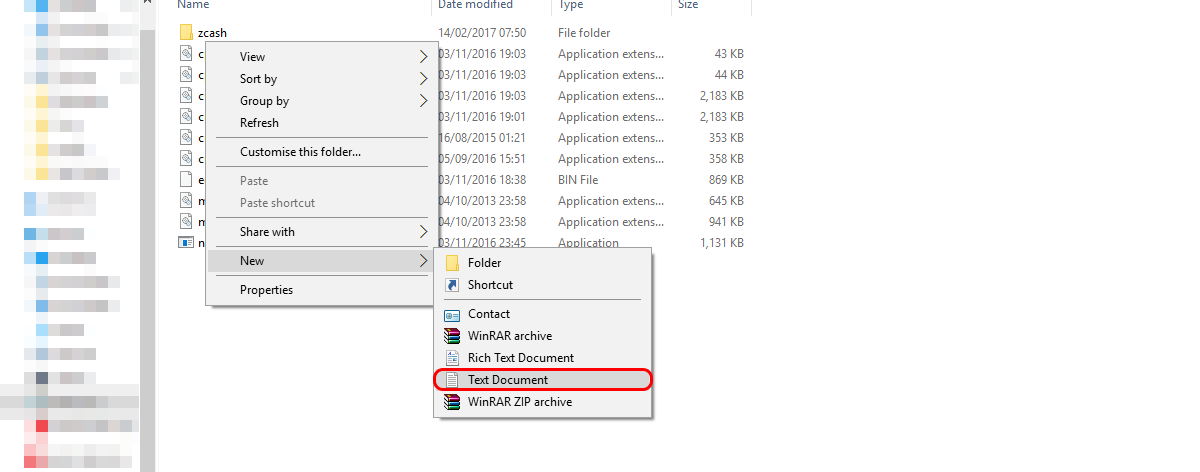 Name Date modified Type Size
zcash 14/02/2017 07:50 File folder
c 03/11/2016 19:03 Application extens... 43 KB
c 03/11/2016 19:03 Application extens... 44 KB
c 03/11/2016 19:03 Application extens... 2,183 KB
c 03/11/2016 19:01 Application extens... 2,183 KB
c 16/08/2015 01:21 Application extens... 353 KB
c 05/09/2016 15:51 Application extens... 358 KB
e 03/11/2016 18:38 BIN File 869 KB
m 04/10/2013 23:58 Application extens... 645 KB
m 04/10/2013 23:58 Application extens... 941 KB
n 03/11/2016 23:45 Application 1,131 KB
View
Sort by
Group by
Refresh
Customise this folder...
Paste
Paste shortcut
Share with
New
Properties
Folder
Shortcut
Contact
WinRAR archive
Rich Text Document
Text Document
WinRAR ZIP archive